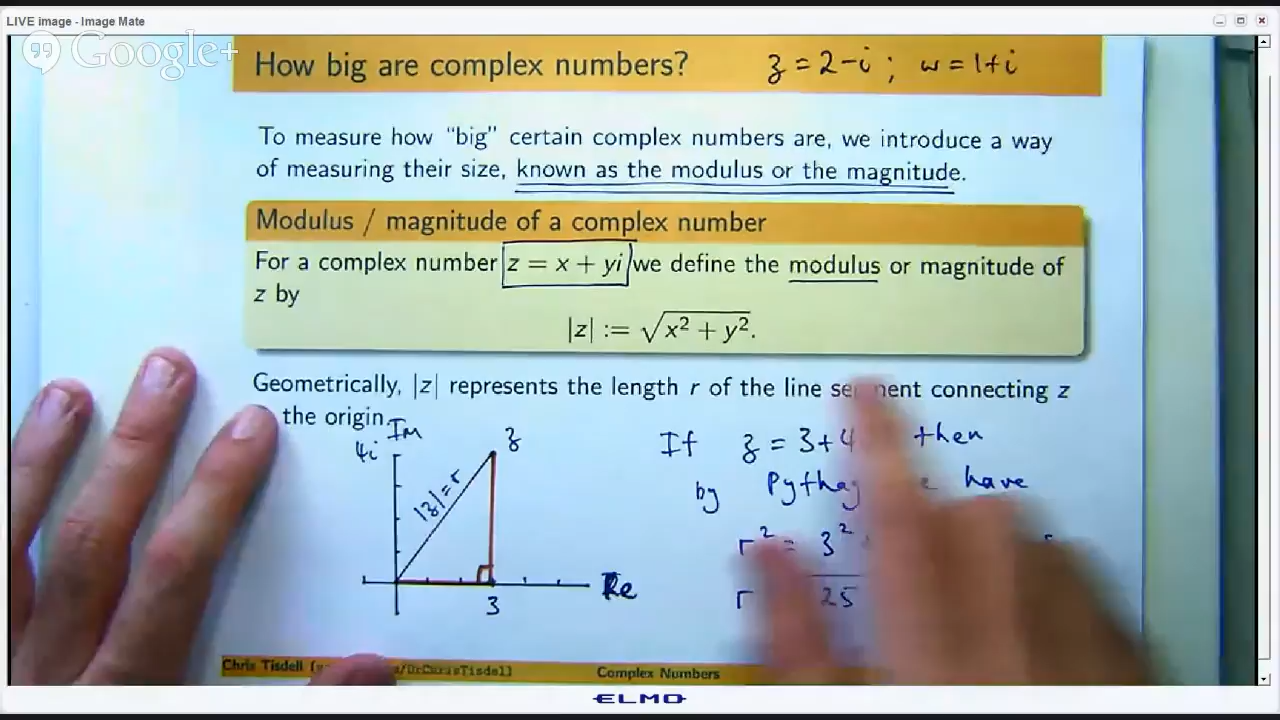 LIVE image - Image Mate
Google+
How big are complex numbers? z = 2-i ; w = 1+i
To measure how "big" certain complex numbers are, we introduce a way
of measuring their size, known as the modulus or the magnitude.
Modulus / magnitude of a complex number
For a complex number z = x + yi we define the modulus or magnitude of
z by
|z| := √(x² + y²).
Geometrically, |z| represents the length r of the line segment connecting z
the origin.
Im
4i
z
|z|=r
3
Re
If z = 3+4 then
by Pythag have
r² = 3²
r 25
Chris Tisdell /DrChrisTisdell Complex Numbers
ELMO